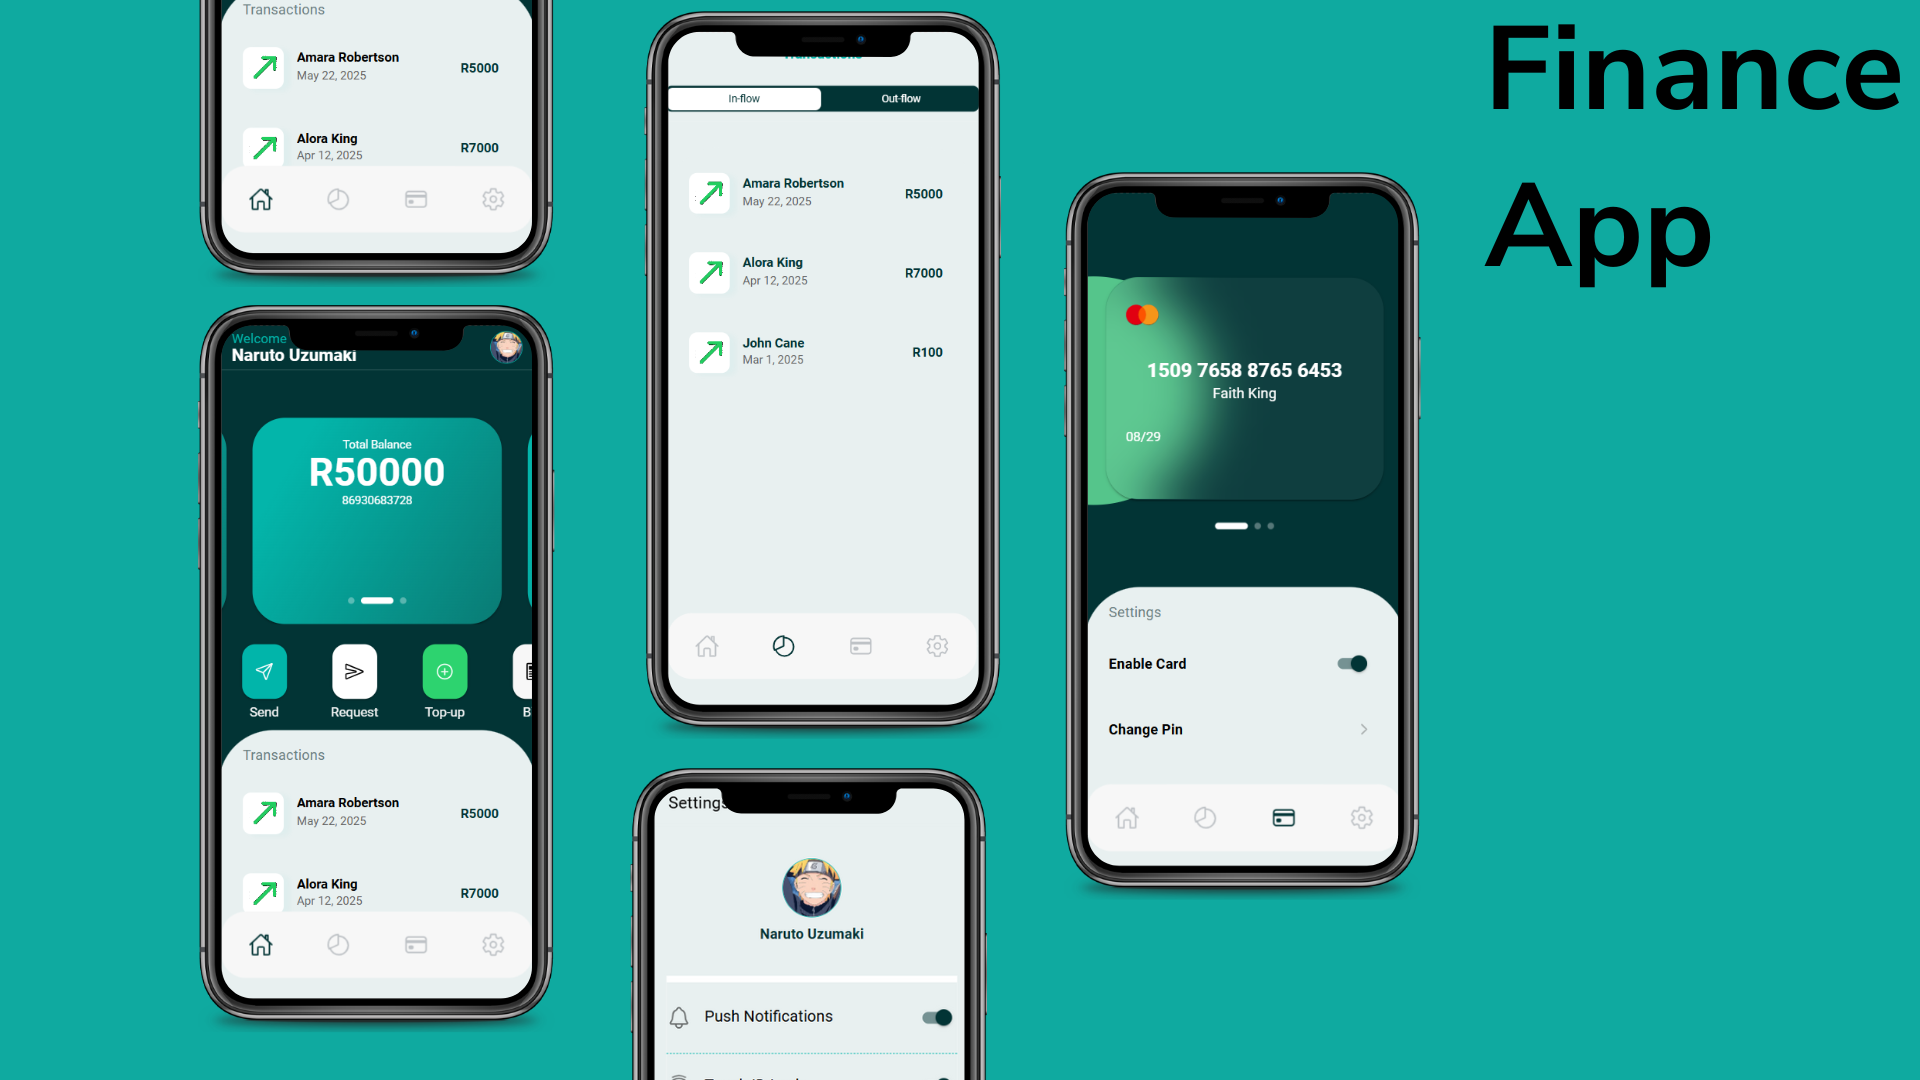 Finance
App
Transactions
Amara Robertson
May 22, 2025
R5000
Alora King
Apr 12, 2025
R7000
Welcome
Naruto Uzumaki
Total Balance
R50000
86930683728
Send
Request
Top-up
B
Transactions
Amara Robertson
May 22, 2025
R5000
Alora King
Apr 12, 2025
R7000
Transactions
In-flow
Out-flow
Amara Robertson
May 22, 2025
R5000
Alora King
Apr 12, 2025
R7000
John Cane
Mar 1, 2025
R100
Settings
Naruto Uzumaki
Push Notifications
1509 7658 8765 6453
Faith King
08/29
Settings
Enable Card
Change Pin